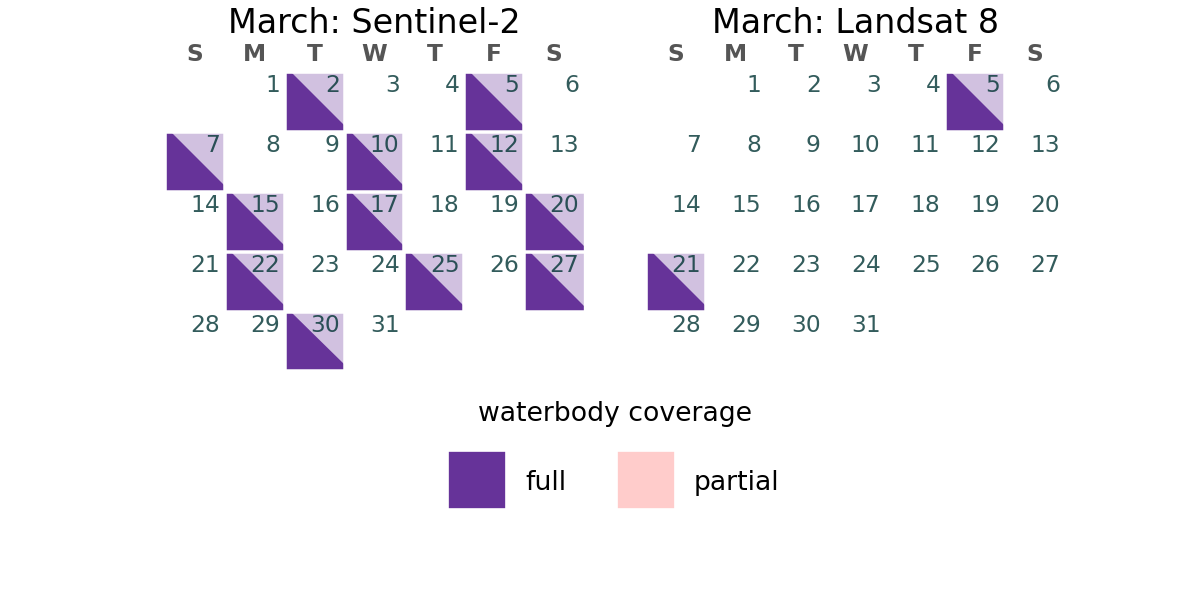 March: Sentinel-2
S M T W T F S
1 2 3 4 5 6
7 8 9 10 11 12 13
14 15 16 17 18 19 20
21 22 23 24 25 26 27
28 29 30 31
March: Landsat 8
S M T W T F S
1 2 3 4 5 6
7 8 9 10 11 12 13
14 15 16 17 18 19 20
21 22 23 24 25 26 27
28 29 30 31
waterbody coverage
full partial